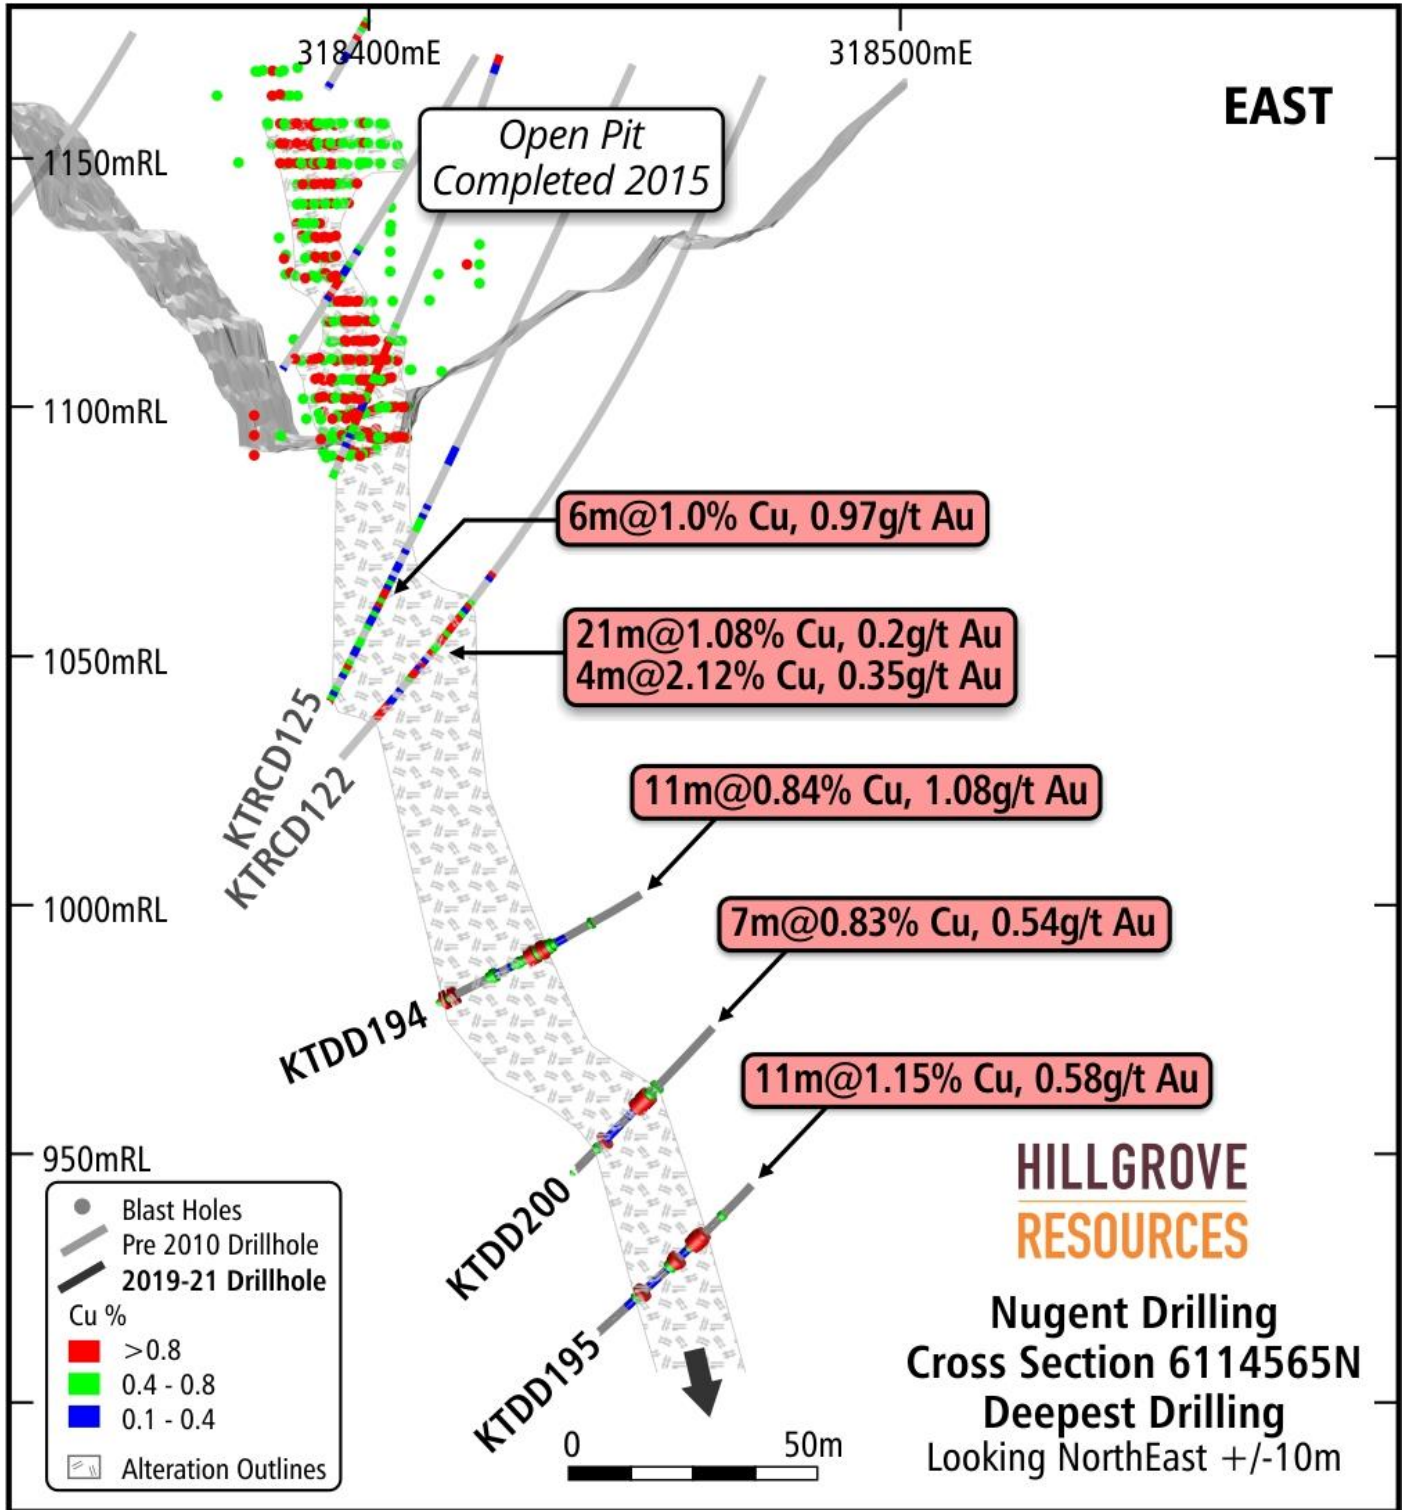 318400mE
318500mE
EAST
Open Pit
Completed 2015
1150mRL
1100mRL
6m@1.0% Cu, 0.97g/t Au
21m@1.08% Cu, 0.2g/t Au
4m@2.12% Cu, 0.35g/t Au
1050mRL
KTRCD125
KTRCD122
11m@0.84% Cu, 1.08g/t Au
1000mRL
7m@0.83% Cu, 0.54g/t Au
KTDD194
11m@1.15% Cu, 0.58g/t Au
950mRL
KTDD200
KTDD195
Blast Holes
Pre 2010 Drillhole
2019-21 Drillhole
Cu %
>0.8
0.4 - 0.8
0.1 - 0.4
Alteration Outlines
0 50m
HILLGROVE
RESOURCES
Nugent Drilling
Cross Section 6114565N
Deepest Drilling
Looking NorthEast +/-10m